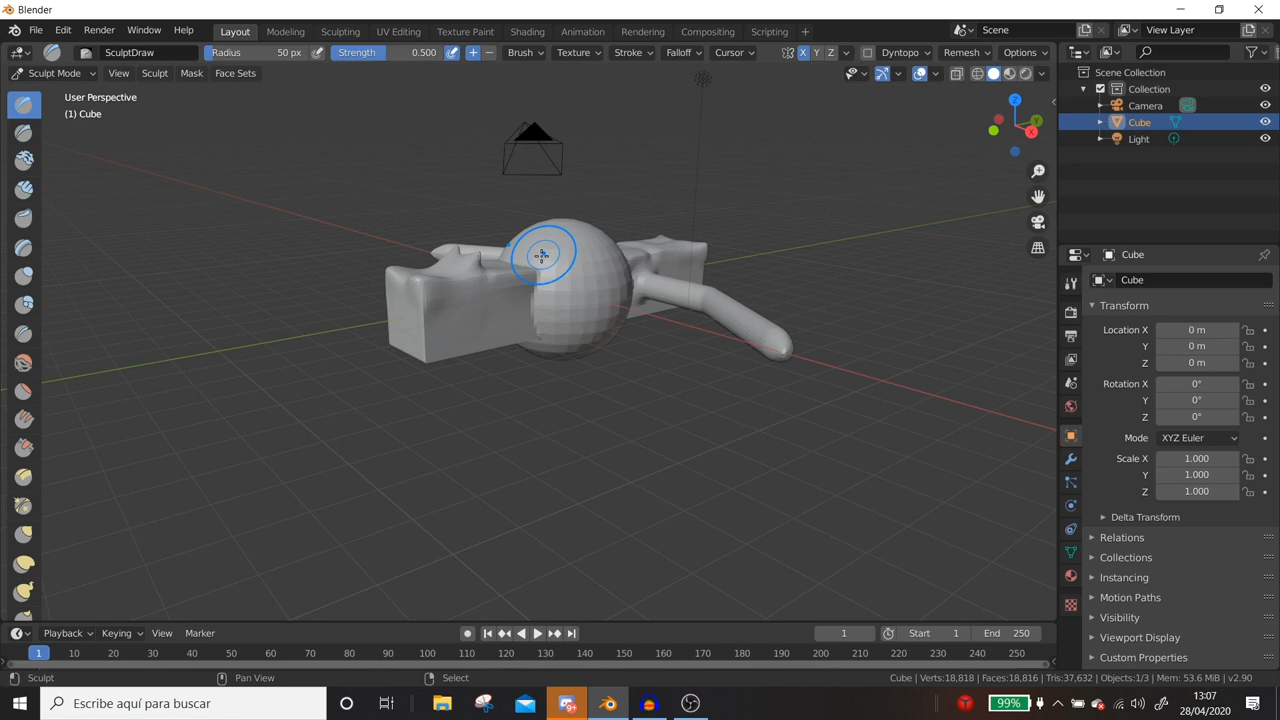 Blender
File Edit Render Window Help Layout Modeling Sculpting UV Editing Texture Paint Shading Animation Rendering Compositing Scripting Scene View Layer
SculptDraw Radius 50 px Strength 0.500 Brush Texture Stroke Falloff Cursor X Y Z Dyntopo Remesh Options
Sculpt Mode View Sculpt Mask Face Sets
User Perspective
(1) Cube
Z
Y
X
Scene Collection
Collection
Camera
Cube
Light
Cube
Cube
Transform
Location X 0 m
Y 0 m
Z 0 m
Rotation X 0°
Y 0°
Z 0°
Mode XYZ Euler
Scale X 1.000
Y 1.000
Z 1.000
Delta Transform
Relations
Collections
Instancing
Motion Paths
Visibility
Viewport Display
Custom Properties
Playback Keying View Marker 1 Start 1 End 250
1 10 20 30 40 50 60 70 80 90 100 110 120 130 140 150 160 170 180 190 200 210 220 230 240 250
Sculpt Pan View Select Cube | Verts:18,818 | Faces:18,816 | Tris:37,632 | Objects:1/3 | Mem: 53.6 MiB | v2.90
Escribe aquí para buscar 99% 13:07
28/04/2020